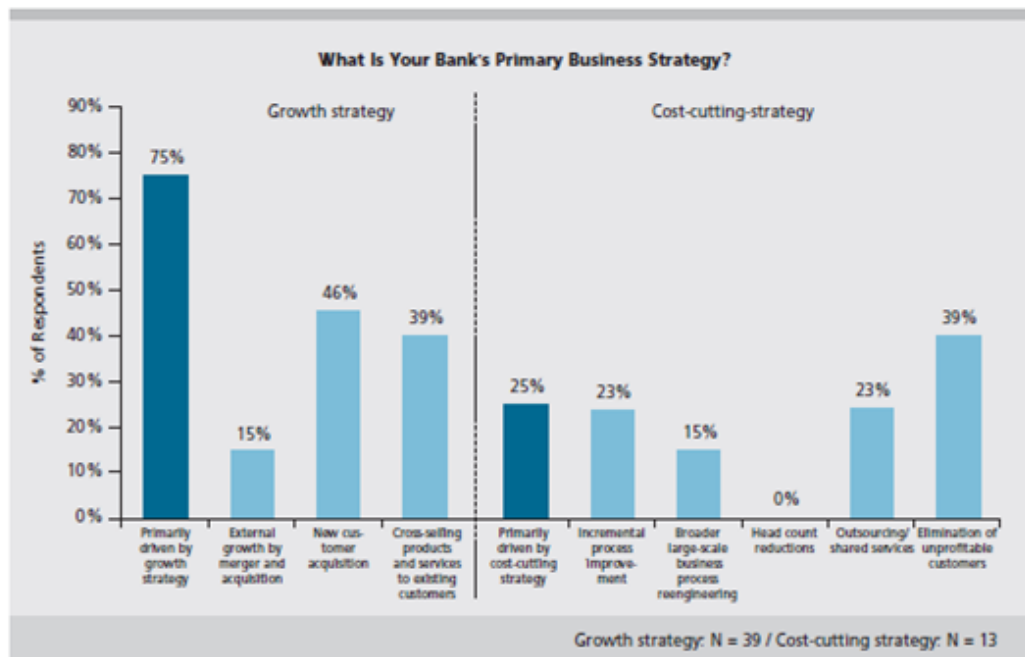 What Is Your Bank's Primary Business Strategy?
Growth strategy
Cost-cutting-strategy
% of Respondents
90%
80%
70%
60%
50%
40%
30%
20%
10%
0%
75%
15%
46%
39%
25%
23%
15%
0%
23%
39%
Primarily
driven by
growth
strategy
External
growth by
merger and
acquisition
New cus-
tomer
acquisition
Cross-selling
products
and services
to existing
customers
Primarily
driven by
cost-cutting
strategy
Incremental
process
improve-
ment
Broader
large-scale
business
process
reengineering
Head count
reductions
Outsourcing/
shared services
Elimination of
unprofitable
customers
Growth strategy: N = 39 / Cost-cutting strategy: N = 13